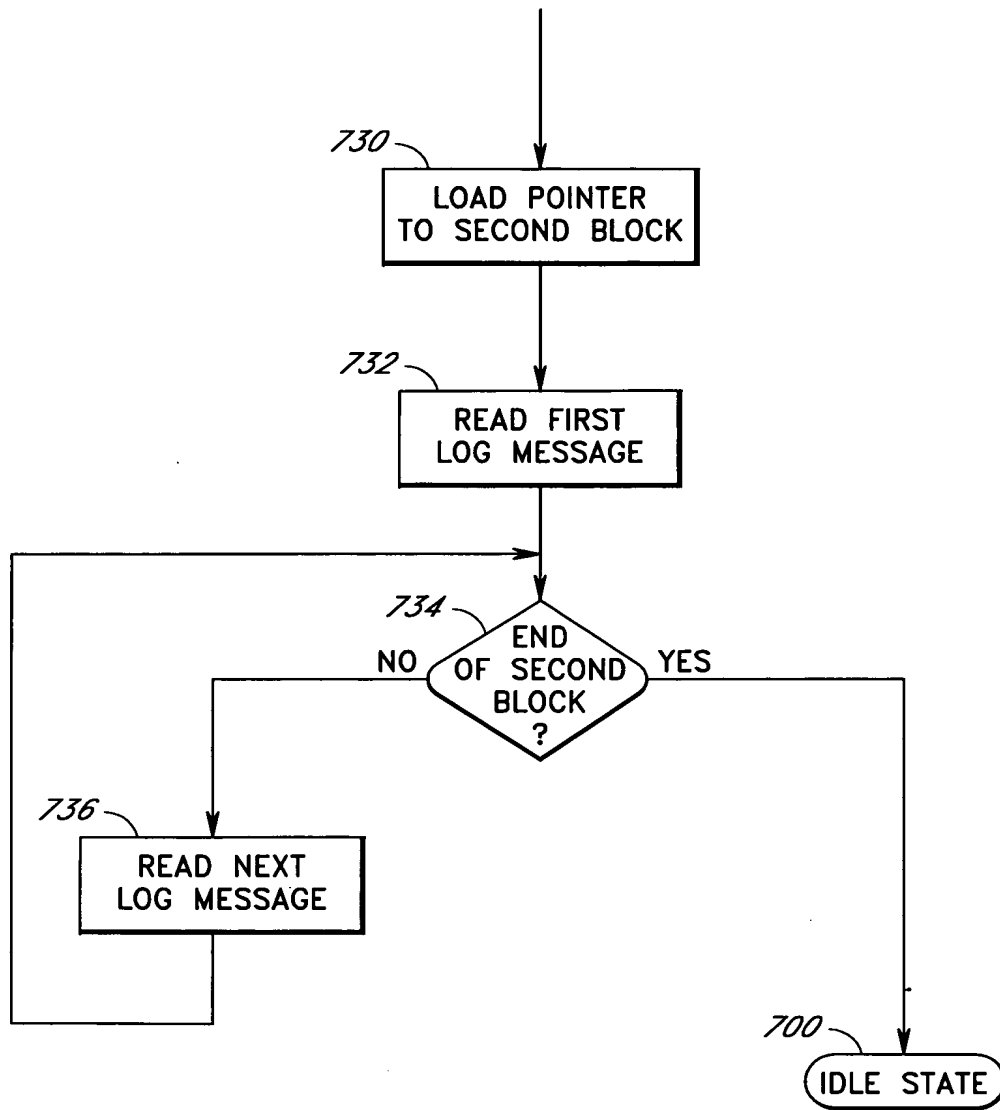 730
LOAD POINTER
TO SECOND BLOCK
732
READ FIRST
LOG MESSAGE
734
END
OF SECOND
BLOCK
?
NO
YES
736
READ NEXT
LOG MESSAGE
700
IDLE STATE